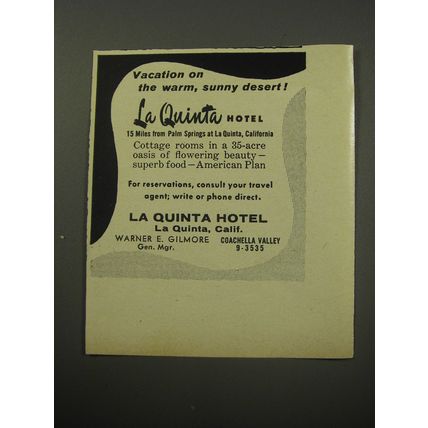 Vacation on
the warm, sunny desert!
La Quinta HOTEL
15 Miles from Palm Springs at La Quinta, California
Cottage rooms in a 35-acre
oasis of flowering beauty—
superb food—American Plan
For reservations, consult your travel
agent; write or phone direct.
LA QUINTA HOTEL
La Quinta, Calif.
WARNER E. GILMORE COACHELLA VALLEY
Gen. Mgr. 9-3535